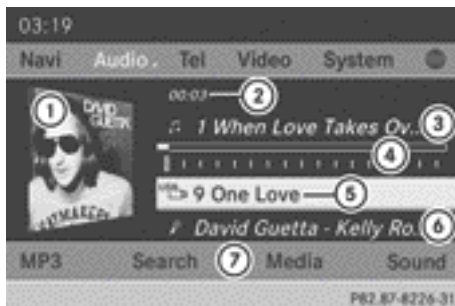 03:19
Navi Audio. Tel Video System
1
DAVID
GUETTA
00:03 2
1 When Love Takes Ov... 3
4
USB 9 One Love 5
David Guetta - Kelly Ro... 6
MP3 Search 7 Media Sound
P82.87-8226-31